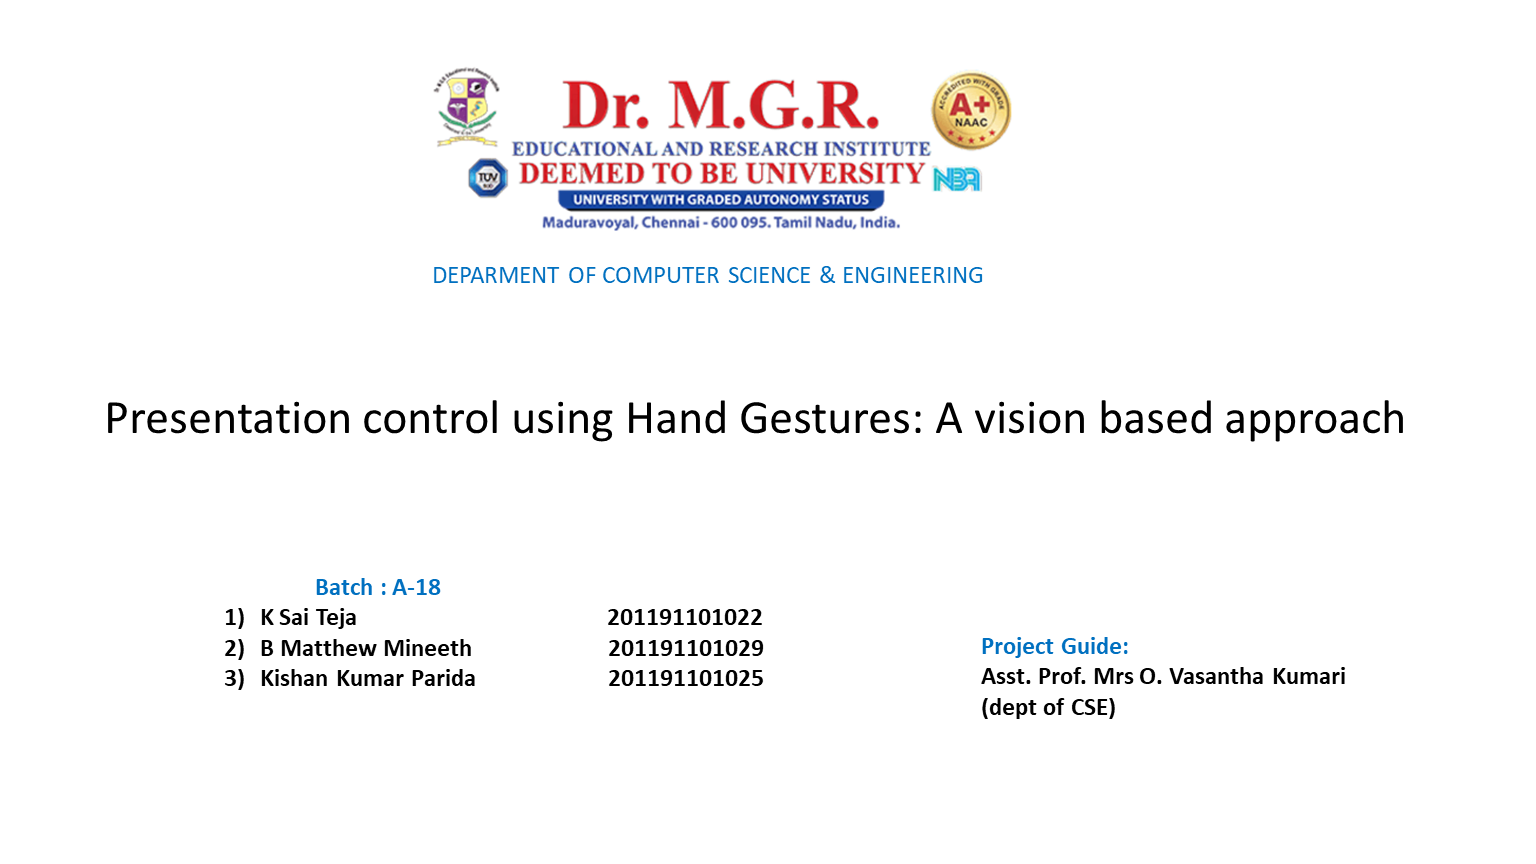 Dr. M.G.R.
EDUCATIONAL AND RESEARCH INSTITUTE
DEEMED TO BE UNIVERSITY
UNIVERSITY WITH GRADED AUTONOMY STATUS
Maduravoyal, Chennai - 600 095. Tamil Nadu, India.
ACCREDITED WITH GRADE
A+
NAAC
TUV
NBA
DEPARMENT OF COMPUTER SCIENCE & ENGINEERING
Presentation control using Hand Gestures: A vision based approach
Batch : A-18
1) K Sai Teja 201191101022
2) B Matthew Mineeth 201191101029
3) Kishan Kumar Parida 201191101025
Project Guide:
Asst. Prof. Mrs O. Vasantha Kumari
(dept of CSE)